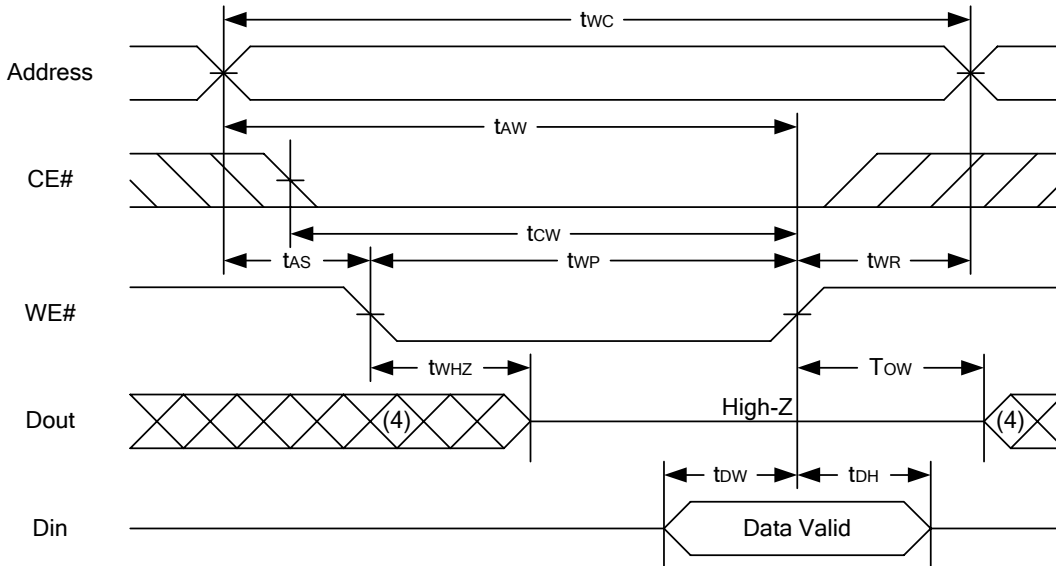 tWC
Address
tAW
CE#
tCW
tAS
tWP
tWR
WE#
tWHZ
TOW
High-Z
Dout
(4)
(4)
tDW
tDH
Din
Data Valid